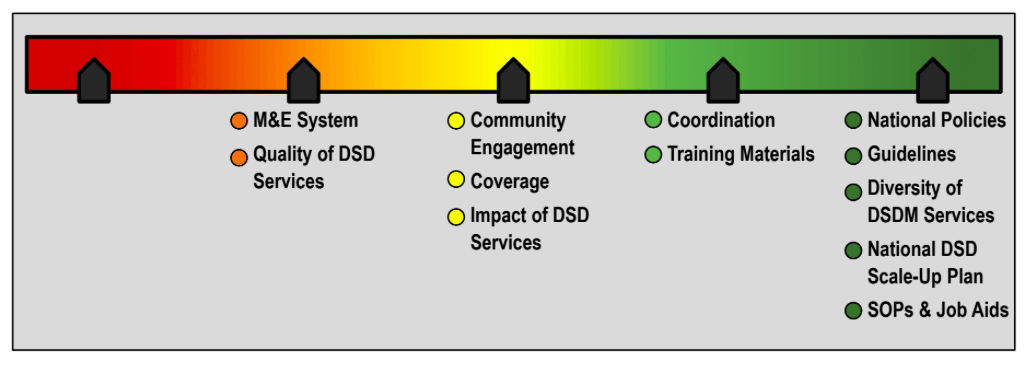 M&E System
Quality of DSD
Services
Community
Engagement
Coverage
Impact of DSD
Services
Coordination
Training Materials
National Policies
Guidelines
Diversity of
DSDM Services
National DSD
Scale-Up Plan
SOPs & Job Aids